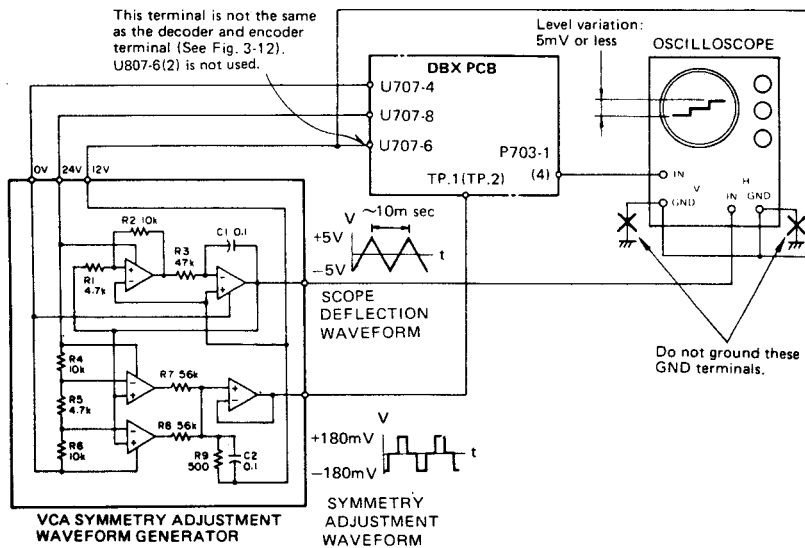 This terminal is not the same
as the decoder and encoder
terminal (See Fig. 3-12).
U807-6(2) is not used.
Level variation:
5mV or less
OSCILLOSCOPE
DBX PCB
U707-4
U707-8
U707-6
P703-1
(4)
TP.1(TP.2)
IN
V
H
GND
IN
GND
0V 24V 12V
R2 10k
C1 0.1
R3
47k
R1
4.7k
~10m sec
V
+5V
t
-5V
SCOPE
DEFLECTION
WAVEFORM
Do not ground these
GND terminals.
R4
10k
R5
4.7k
R6
10k
R7 56k
R8 56k
R9
500
C2
0.1
V
+180mV
t
-180mV
SYMMETRY
ADJUSTMENT
WAVEFORM
VCA SYMMETRY ADJUSTMENT
WAVEFORM GENERATOR